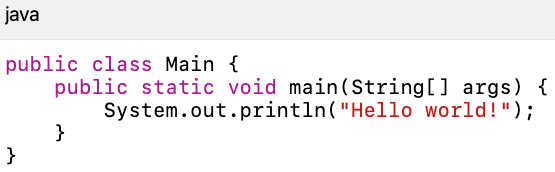 java
public class Main {
    public static void main(String[] args) {
        System.out.println("Hello world!");
    }
}